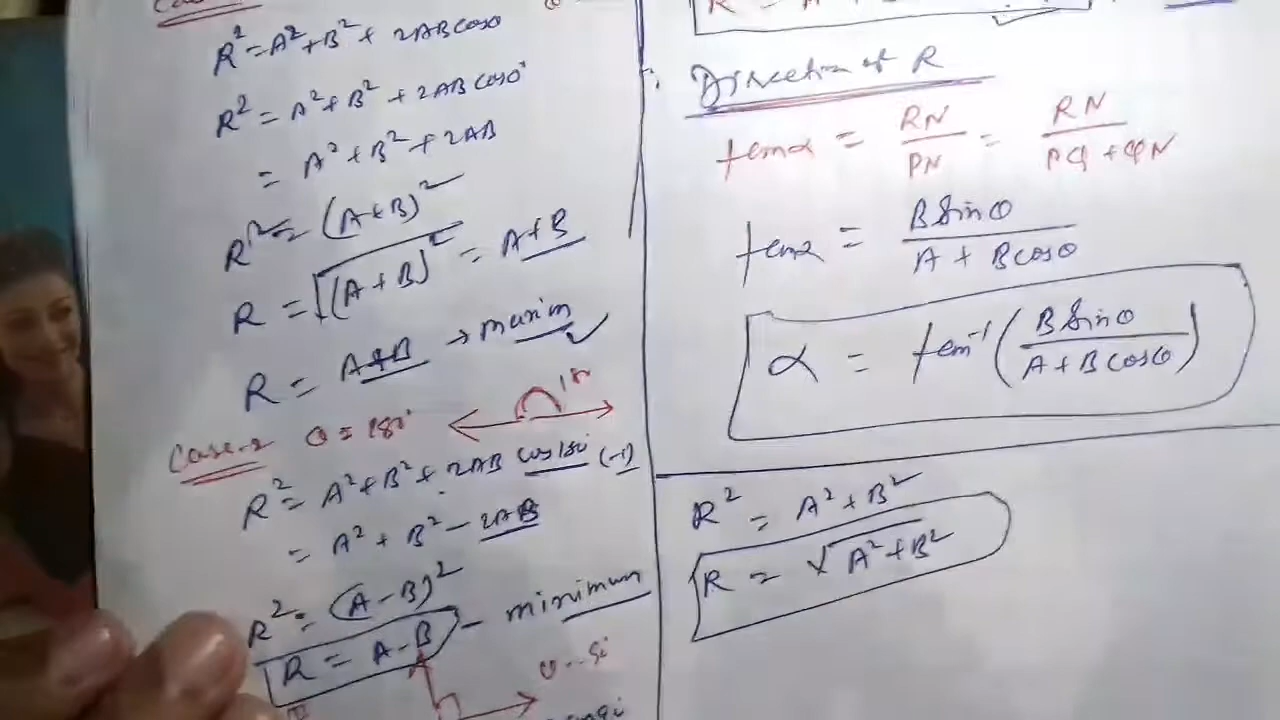 R² = A² + B² + 2ABcosθ
R² = A² + B² + 2AB cos0°
= A² + B² + 2AB
R² = (A+B)²
R = √(A+B)² = A+B
R = A+B → maxim
Case-2 θ = 180°
R² = A² + B² + 2AB cos180 (-1)
= A² + B² - 2AB
R² = (A-B)²
R = A-B - minimum
Direction of R
tanα = RN/PN = RN/PQ+QN
tanα = B Sinθ/A + B cosθ
α = tan⁻¹(B Sinθ/A + B cosθ)
R² = A² + B²
R = √A² + B²